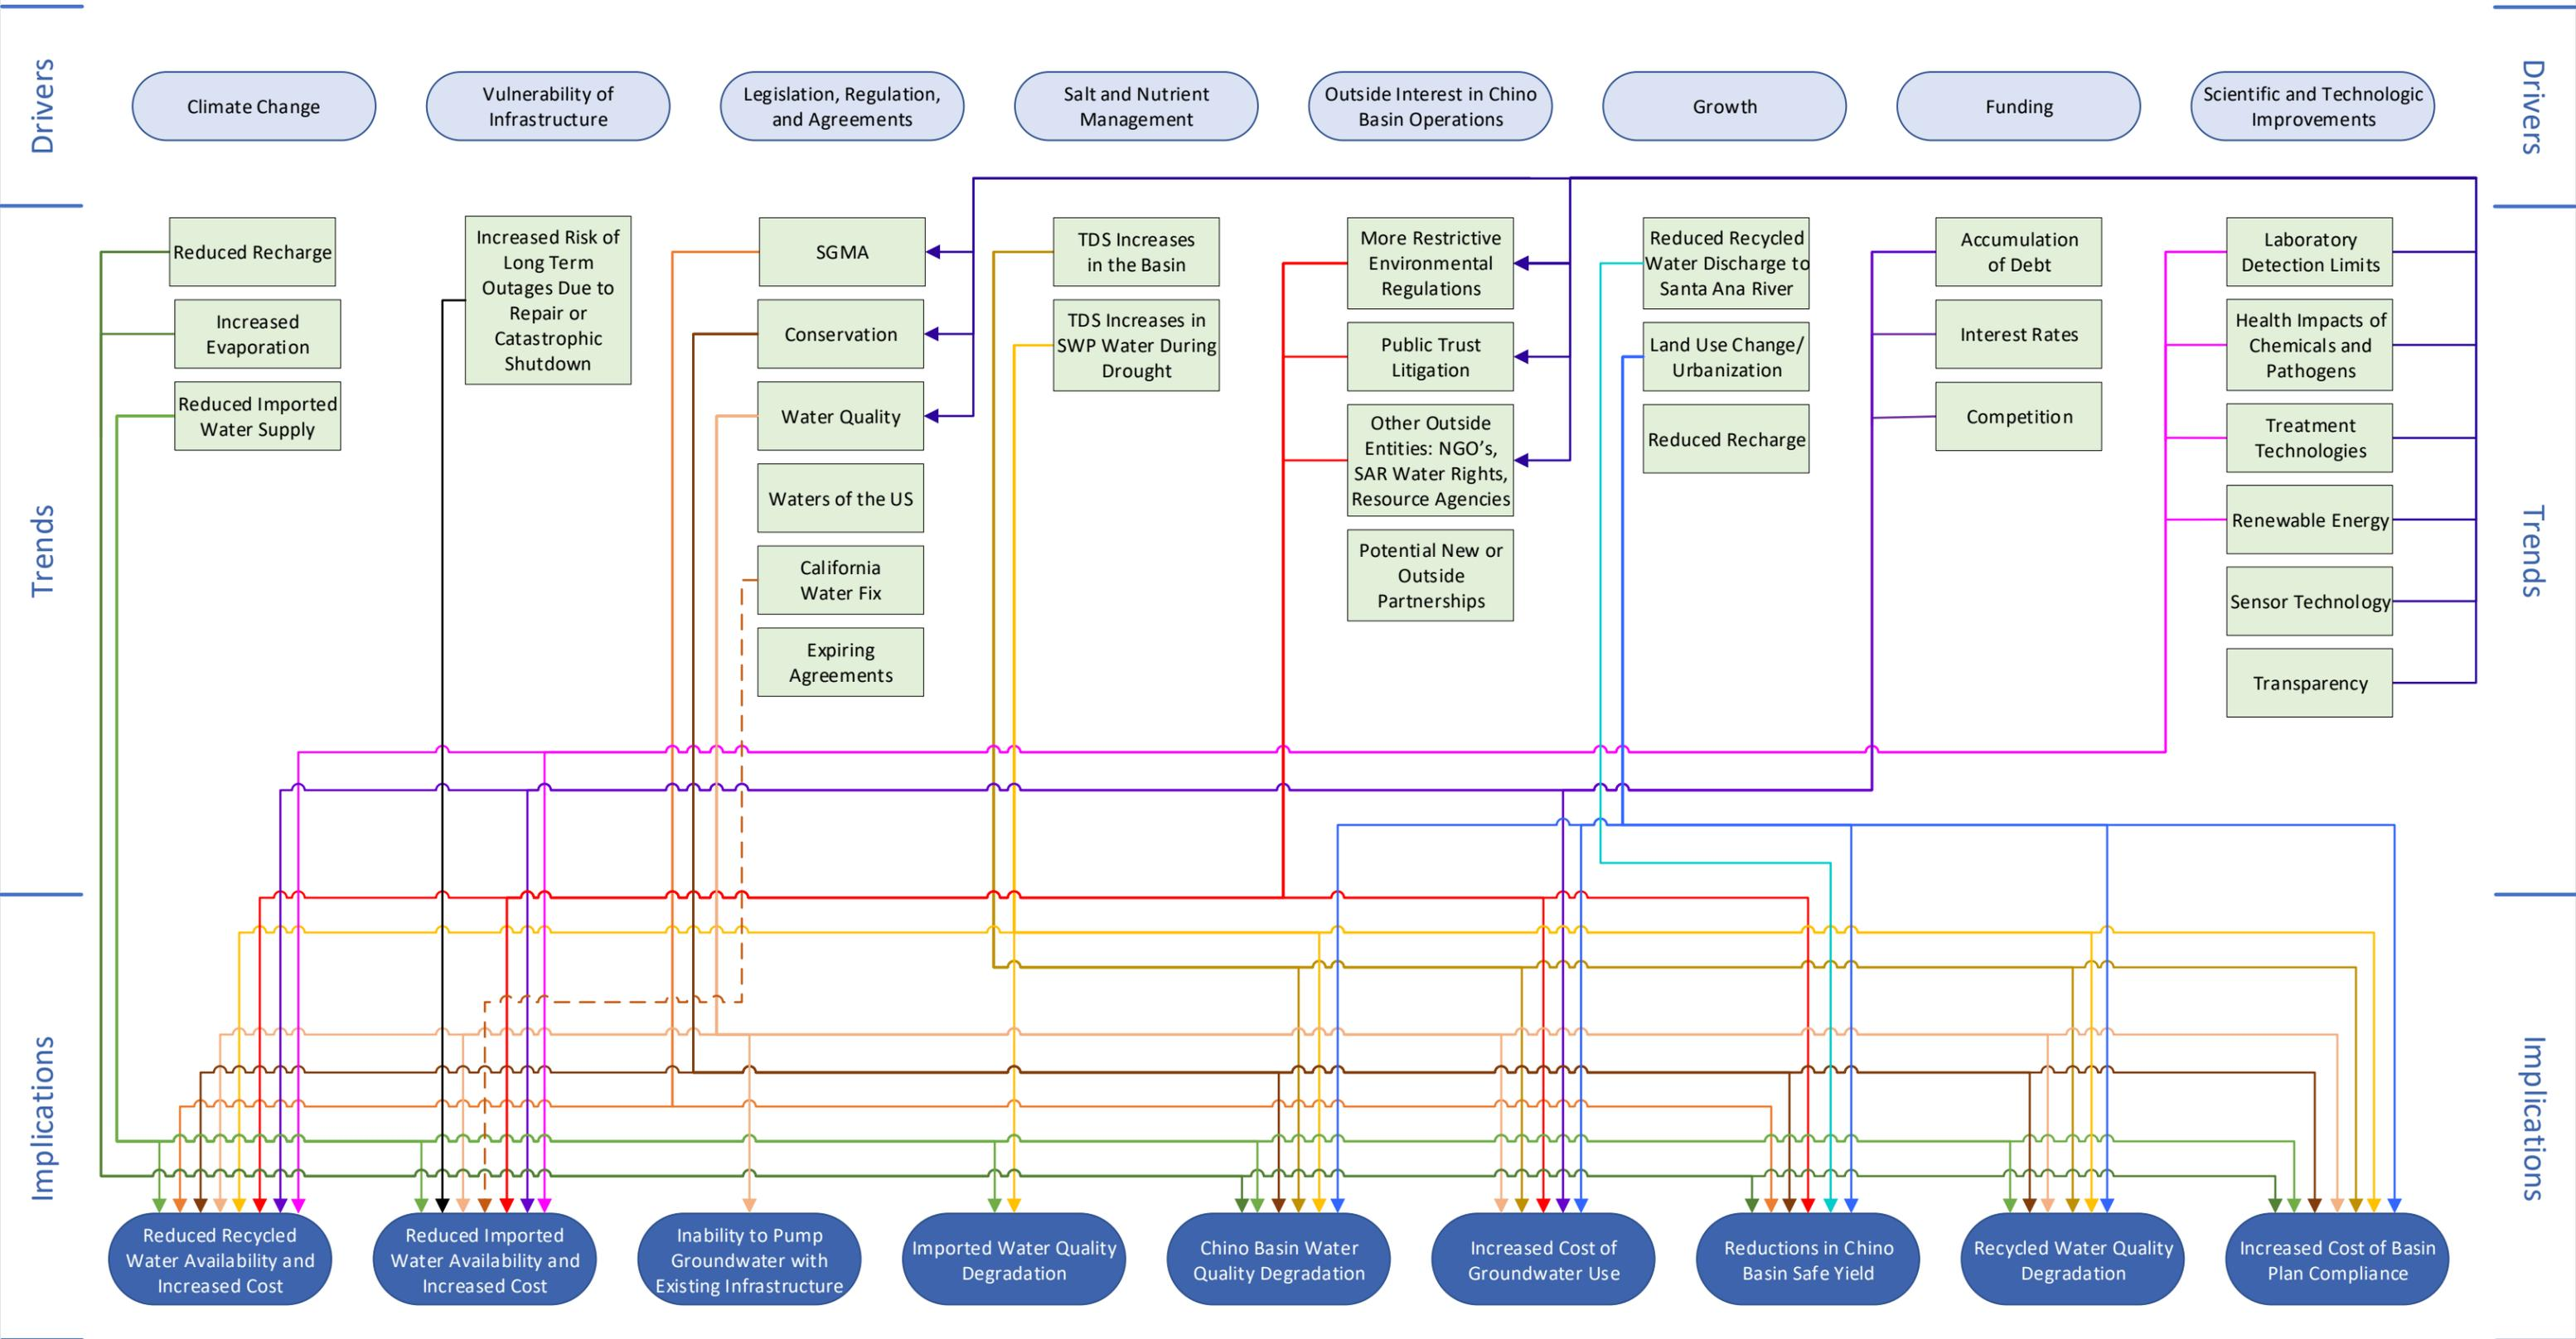 Drivers
Climate Change
Vulnerability of
Infrastructure
Legislation, Regulation,
and Agreements
Salt and Nutrient
Management
Outside Interest in Chino
Basin Operations
Growth
Funding
Scientific and Technologic
Improvements
Drivers
Trends
Reduced Recharge
Increased
Evaporation
Reduced Imported
Water Supply
Increased Risk of
Long Term
Outages Due to
Repair or
Catastrophic
Shutdown
SGMA
Conservation
Water Quality
Waters of the US
California
Water Fix
Expiring
Agreements
TDS Increases
in the Basin
TDS Increases in
SWP Water During
Drought
More Restrictive
Environmental
Regulations
Public Trust
Litigation
Other Outside
Entities: NGO’s,
SAR Water Rights,
Resource Agencies
Potential New or
Outside
Partnerships
Reduced Recycled
Water Discharge to
Santa Ana River
Land Use Change/
Urbanization
Reduced Recharge
Accumulation
of Debt
Interest Rates
Competition
Laboratory
Detection Limits
Health Impacts of
Chemicals and
Pathogens
Treatment
Technologies
Renewable Energy
Sensor Technology
Transparency
Trends
Implications
Reduced Recycled
Water Availability and
Increased Cost
Reduced Imported
Water Availability and
Increased Cost
Inability to Pump
Groundwater with
Existing Infrastructure
Imported Water Quality
Degradation
Chino Basin Water
Quality Degradation
Increased Cost of
Groundwater Use
Reductions in Chino
Basin Safe Yield
Recycled Water Quality
Degradation
Increased Cost of Basin
Plan Compliance
Implications